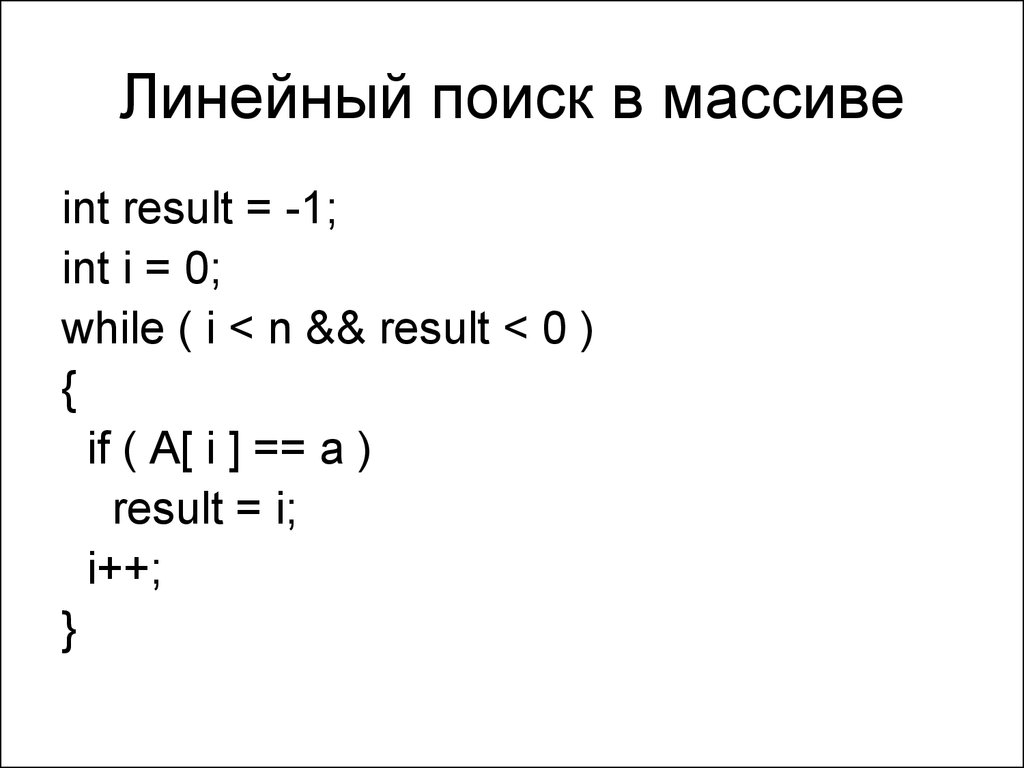 Линейный поиск в массиве
int result = -1;
int i = 0;
while ( i < n && result < 0 )
{
if ( A[ i ] == a )
result = i;
i++;
}